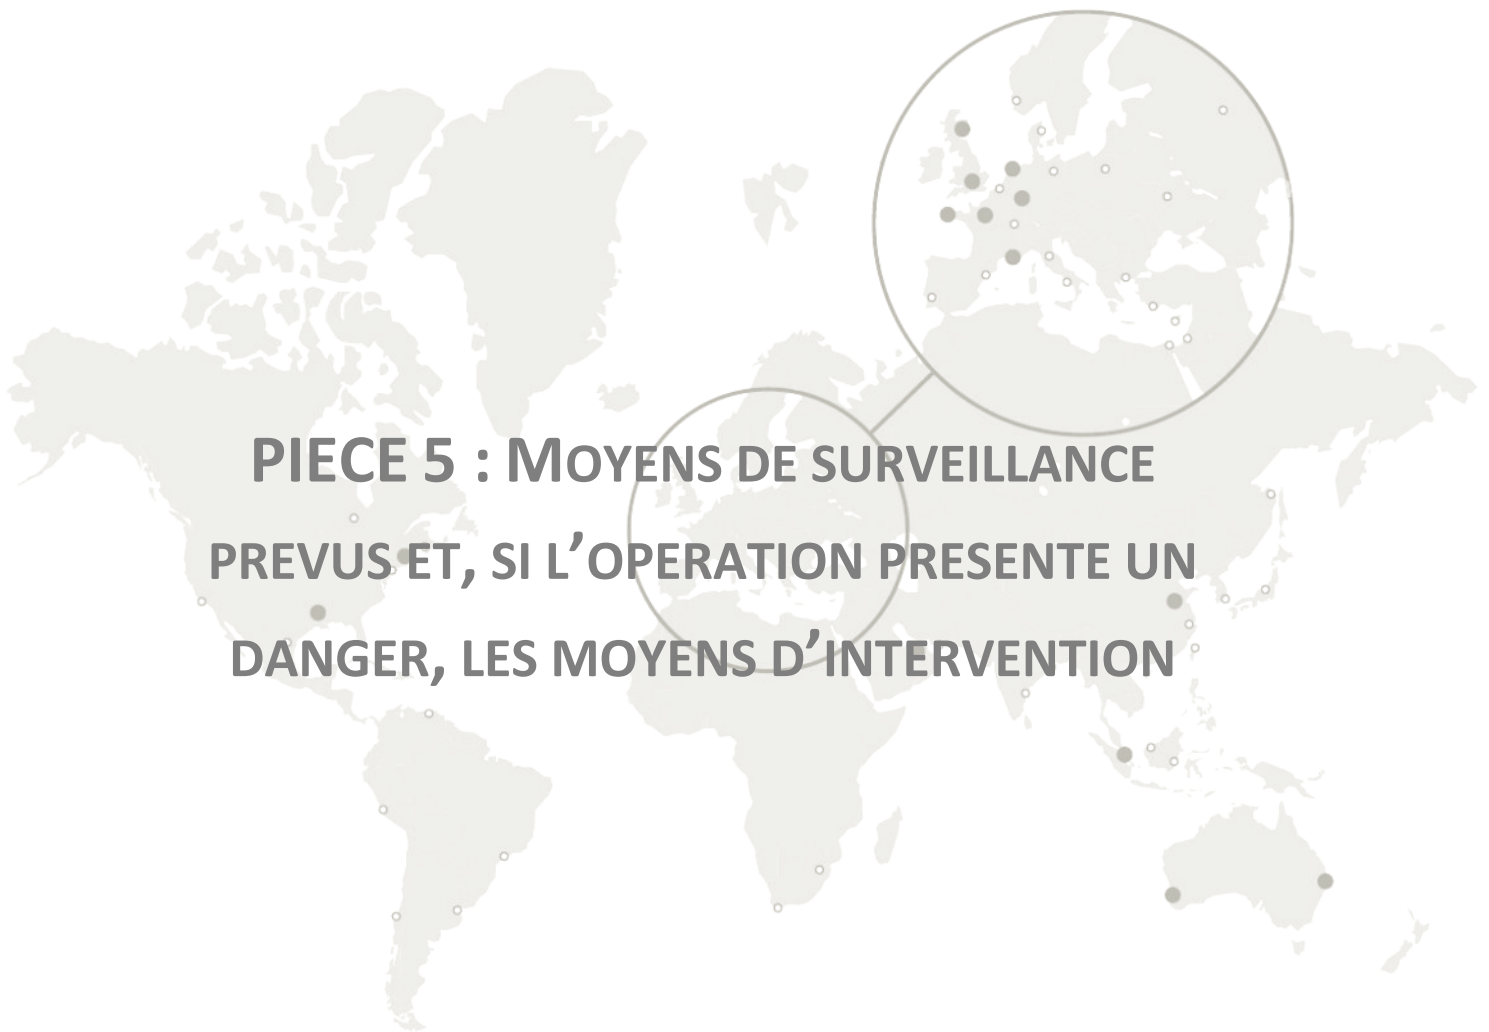 PIECE 5 : MOYENS DE SURVEILLANCE
PREVUS ET, SI L’OPERATION PRESENTE UN
DANGER, LES MOYENS D’INTERVENTION